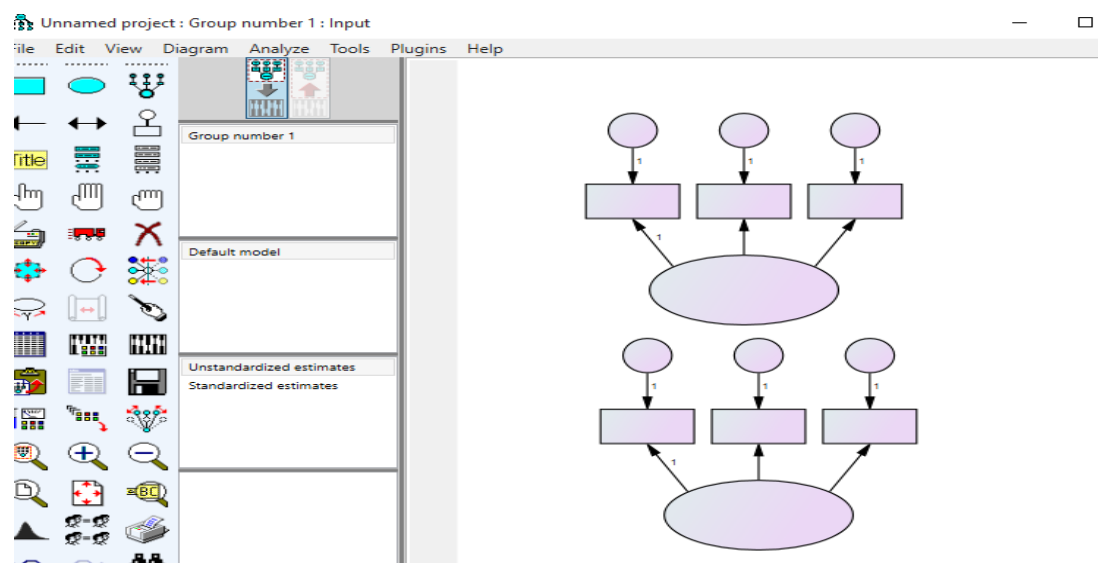 Unnamed project : Group number 1 : Input
File Edit View Diagram Analyze Tools Plugins Help
Title
Group number 1
Default model
Unstandardized estimates
Standardized estimates
1 1 1
1
1 1 1
1